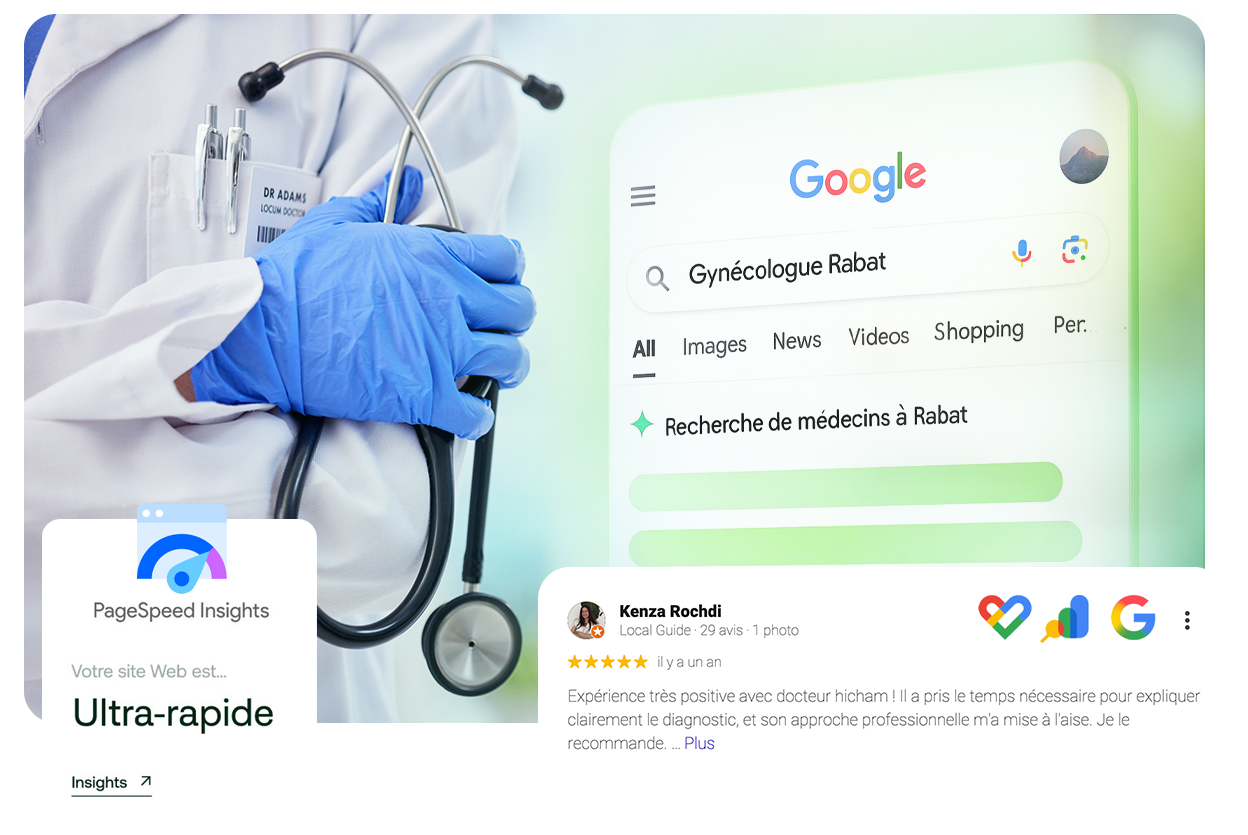 DR ADAMS
LOCUM DOCTOR
Google
Gynécologue Rabat
All Images News Videos Shopping Per.
Recherche de médecins à Rabat
PageSpeed Insights
Votre site Web est...
Ultra-rapide
Insights
Kenza Rochdi
Local Guide · 29 avis · 1 photo
il y a un an
Expérience très positive avec docteur hicham ! Il a pris le temps nécessaire pour expliquer
clairement le diagnostic, et son approche professionnelle m'a mise à l'aise. Je le
recommande. ... Plus